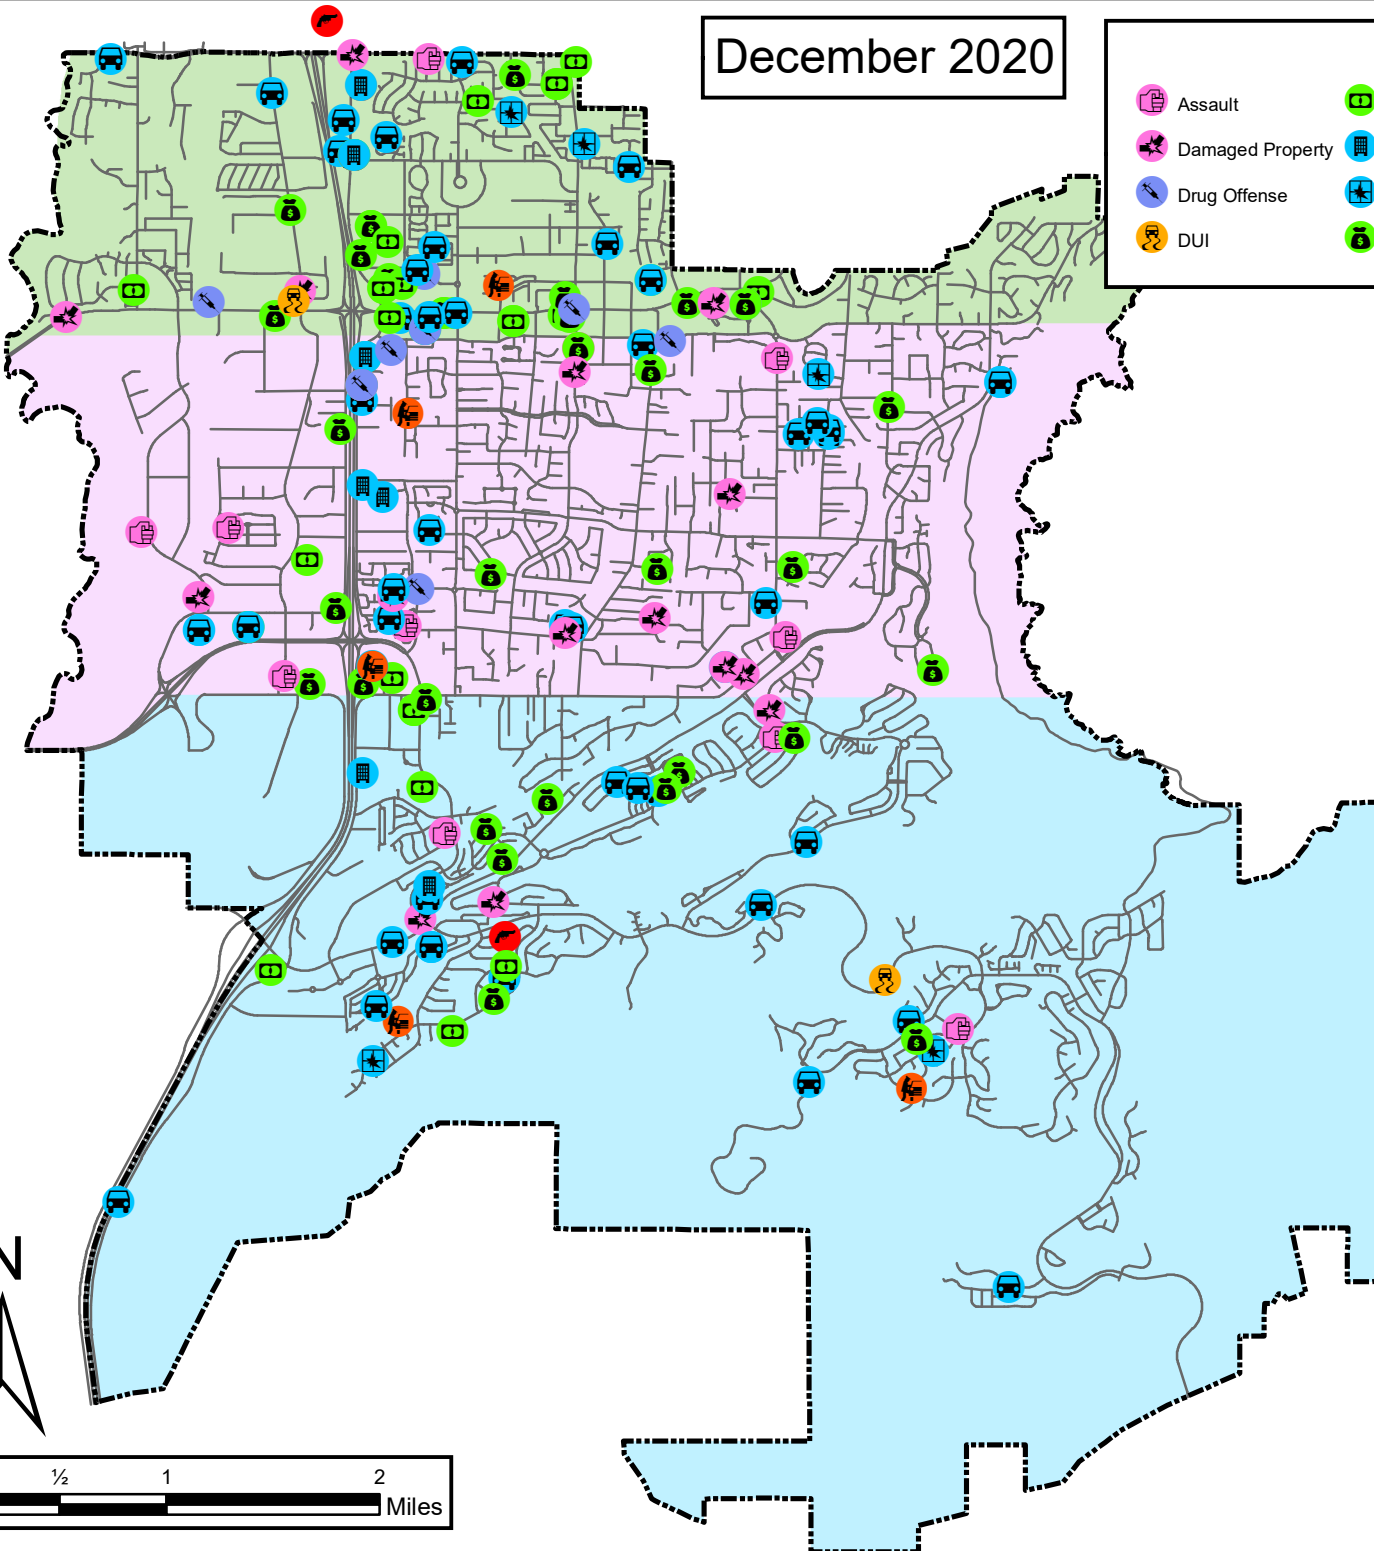 December 2020
Assault
Damaged Property
Drug Offense
DUI
N
½ 1 2
Miles